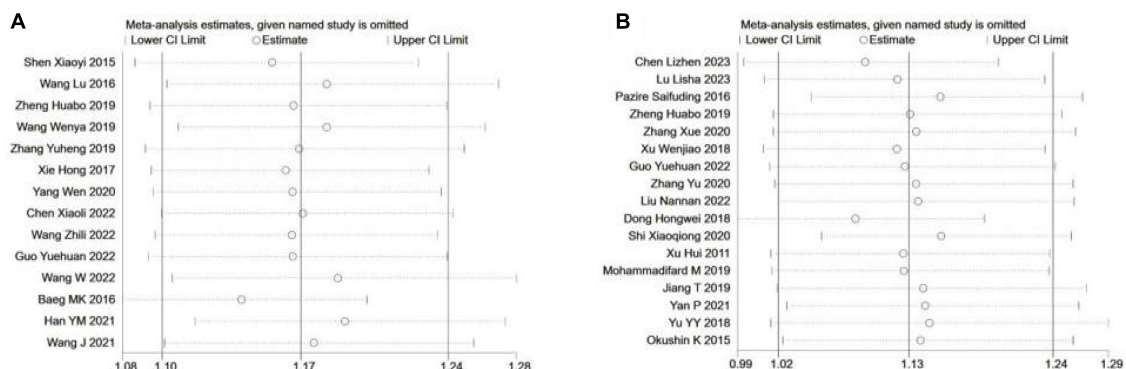 A
Meta-analysis estimates, given named study is omitted
Lower CI Limit Estimate Upper CI Limit
Shen Xiaoyi 2015
Wang Lu 2016
Zheng Huabo 2019
Wang Wenya 2019
Zhang Yuheng 2019
Xie Hong 2017
Yang Wen 2020
Chen Xiaoli 2022
Wang Zhili 2022
Guo Yuehuan 2022
Wang W 2022
Baeg MK 2016
Han YM 2021
Wang J 2021
1.08 1.10 1.17 1.24 1.28
B
Meta-analysis estimates, given named study is omitted
Lower CI Limit Estimate Upper CI Limit
Chen Lizhen 2023
Lu Lisha 2023
Pazire Saifuding 2016
Zheng Huabo 2019
Zhang Xue 2020
Xu Wenjiao 2018
Guo Yuehuan 2022
Zhang Yu 2020
Liu Nannan 2022
Dong Hongwei 2018
Shi Xiaoqiong 2020
Xu Hui 2011
Mohammadifard M 2019
Jiang T 2019
Yan P 2021
Yu YY 2018
Okushin K 2015
0.99 1.02 1.13 1.24 1.29